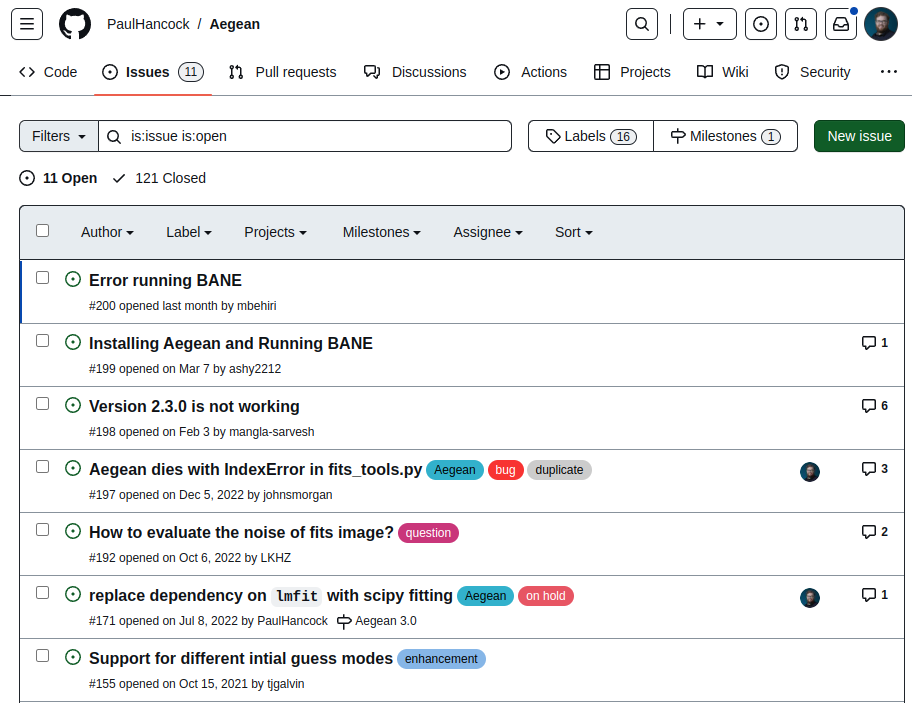 PaulHancock / Aegean
Code Issues 11 Pull requests Discussions Actions Projects Wiki Security
Filters is:issue is:open Labels 16 Milestones 1 New issue
11 Open 121 Closed
Author Label Projects Milestones Assignee Sort
Error running BANE
#200 opened last month by mbehiri
Installing Aegean and Running BANE 1
#199 opened on Mar 7 by ashy2212
Version 2.3.0 is not working 6
#198 opened on Feb 3 by mangla-sarvesh
Aegean dies with IndexError in fits_tools.py Aegean bug duplicate 3
#197 opened on Dec 5, 2022 by johnsmorgan
How to evaluate the noise of fits image? question 2
#192 opened on Oct 6, 2022 by LKHZ
replace dependency on lmfit with scipy fitting Aegean on hold 1
#171 opened on Jul 8, 2022 by PaulHancock Aegean 3.0
Support for different intial guess modes enhancement
#155 opened on Oct 15, 2021 by tjgalvin